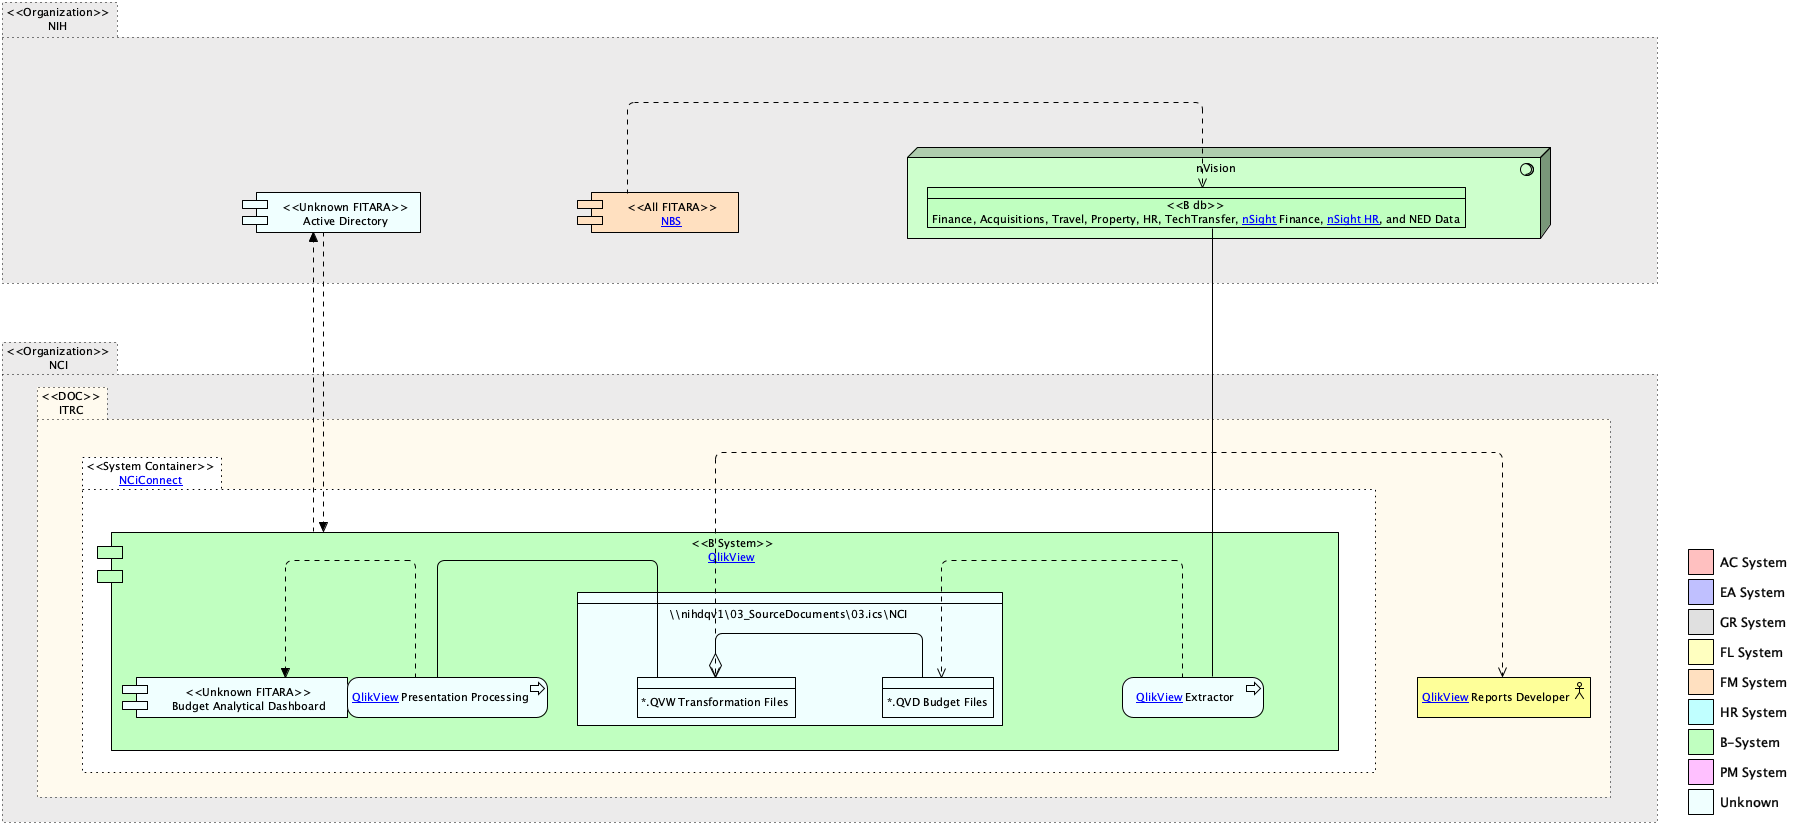 <<Organization>>
NIH
nVision
<<Unknown FITARA>>
Active Directory
<<All FITARA>>
NBS
<<B db>>
Finance, Acquisitions, Travel, Property, HR, TechTransfer, nSight Finance, nSight HR, and NED Data
<<Organization>>
NCI
<<DOC>>
ITRC
<<System Container>>
NCiConnect
<<B System>>
QlikView
\\nihdqv1\03_SourceDocuments\03.ics\NCI
<<Unknown FITARA>>
Budget Analytical Dashboard
QlikView Presentation Processing
*.QVW Transformation Files
*.QVD Budget Files
QlikView Extractor
QlikView Reports Developer
AC System
EA System
GR System
FL System
FM System
HR System
B-System
PM System
Unknown